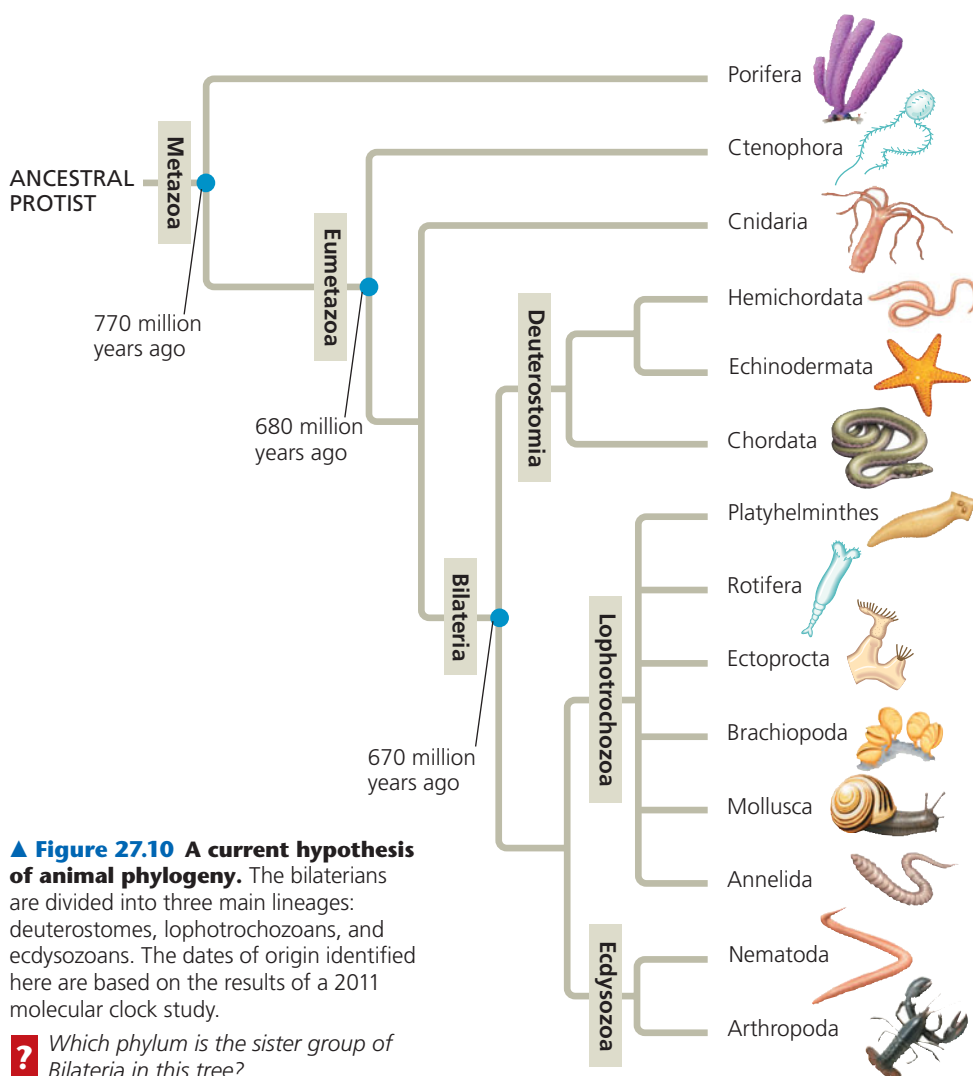 Porifera
Ctenophora
Metazoa
ANCESTRAL
PROTIST
Cnidaria
Eumetazoa
Hemichordata
770 million
years ago
Deuterostomia
Echinodermata
680 million
years ago
Chordata
Platyhelminthes
Bilateria
Rotifera
Lophotrochozoa
Ectoprocta
Brachiopoda
670 million
years ago
Mollusca
▲ Figure 27.10 A current hypothesis
of animal phylogeny. The bilaterians
are divided into three main lineages:
deuterostomes, lophotrochozoans, and
ecdysozoans. The dates of origin identified
here are based on the results of a 2011
molecular clock study.
? Which phylum is the sister group of
Bilateria in this tree?
Annelida
Ecdysozoa
Nematoda
Arthropoda